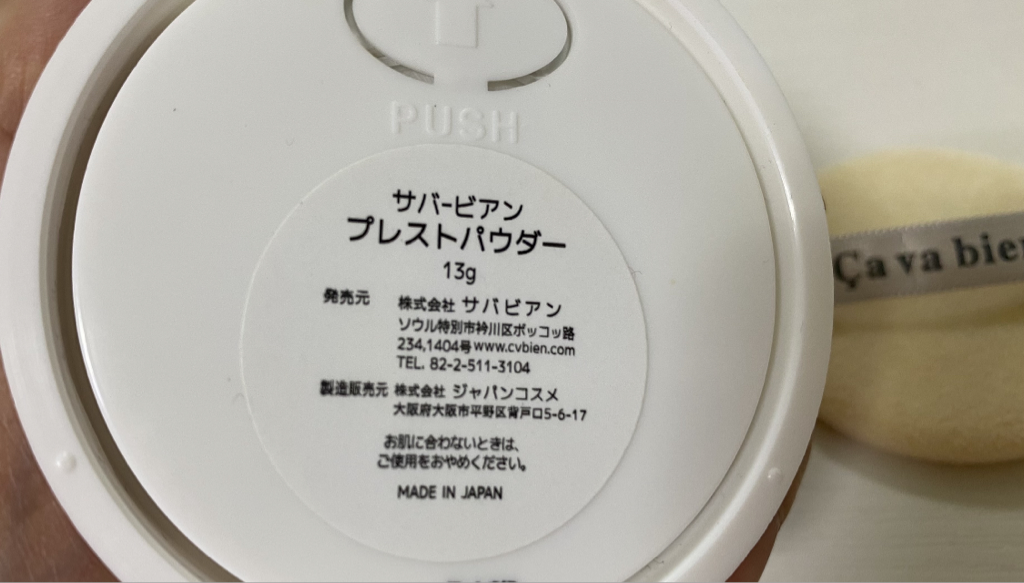 PUSH
サバ-ビアン
プレストパウダー
13g
発売元 株式会社 サバビアン
ソウル特別市衿川区ボッコッ路
234,1404号 www.cvbien.com
TEL. 82-2-511-3104
製造販売元 株式会社 ジャパンコスメ
大阪府大阪市平野区背戸口5-6-17
お肌に合わないときは、
ご使用をおやめください。
MADE IN JAPAN
Ça va bien